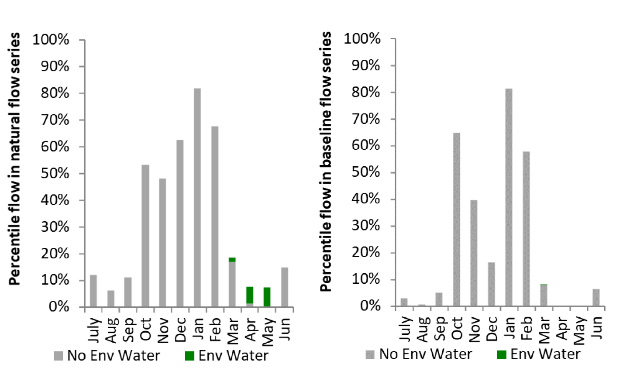 Percentile flow in natural flow series
100%
90%
80%
70%
60%
50%
40%
30%
20%
10%
0%
July
Aug
Sep
Oct
Nov
Dec
Jan
Feb
Mar
Apr
May
Jun
No Env Water
Env Water
Percentile flow in baseline flow series
100%
90%
80%
70%
60%
50%
40%
30%
20%
10%
0%
July
Aug
Sep
Oct
Nov
Dec
Jan
Feb
Mar
Apr
May
Jun
No Env Water
Env Water